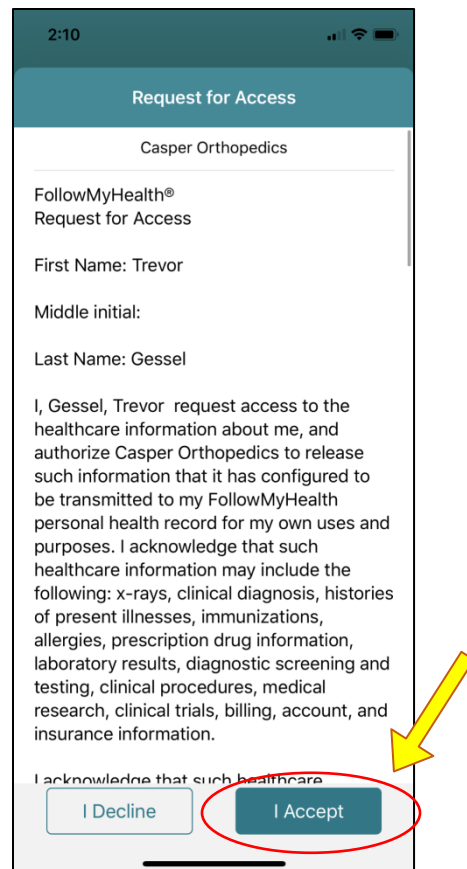 2:10
Request for Access
Casper Orthopedics
FollowMyHealth®
Request for Access
First Name: Trevor
Middle initial:
Last Name: Gessel
I, Gessel, Trevor  request access to the
healthcare information about me, and
authorize Casper Orthopedics to release
such information that it has configured to
be transmitted to my FollowMyHealth
personal health record for my own uses and
purposes. I acknowledge that such
healthcare information may include the
following: x-rays, clinical diagnosis, histories
of present illnesses, immunizations,
allergies, prescription drug information,
laboratory results, diagnostic screening and
testing, clinical procedures, medical
research, clinical trials, billing, account, and
insurance information.
I acknowledge that such healthcare
I Decline
I Accept